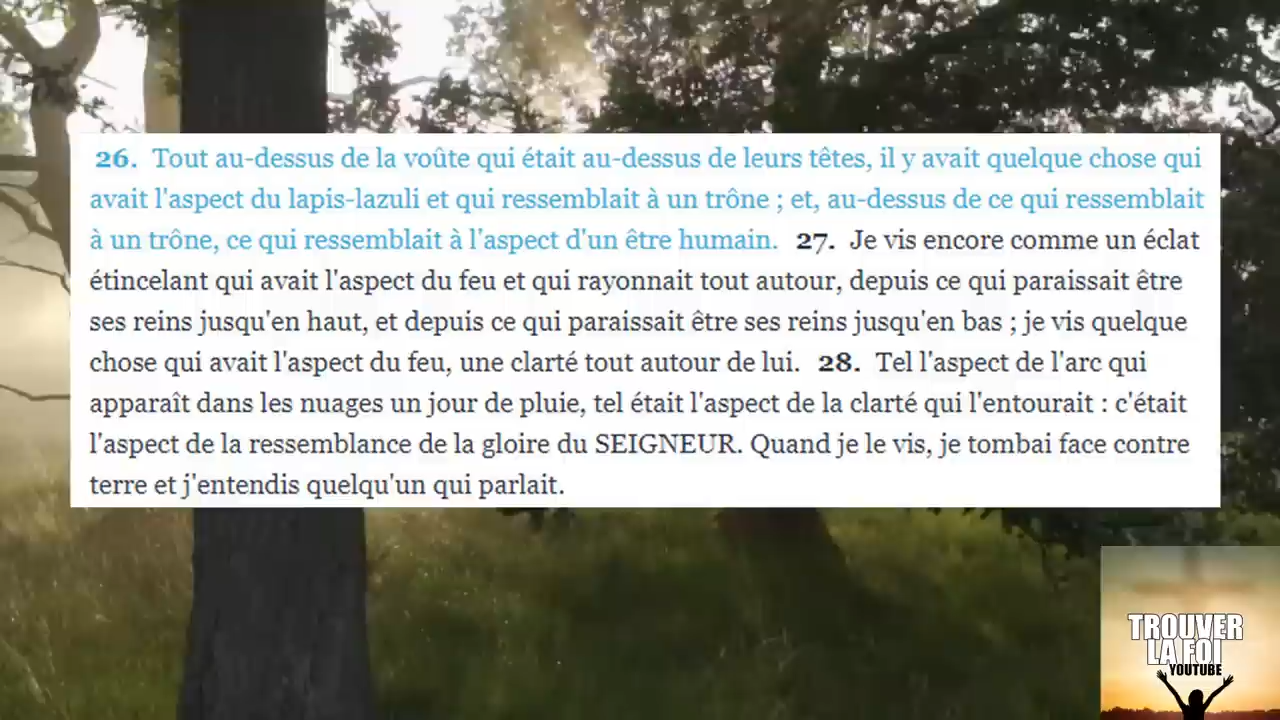 26. Tout au-dessus de la voûte qui était au-dessus de leurs têtes, il y avait quelque chose qui
avait l'aspect du lapis-lazuli et qui ressemblait à un trône ; et, au-dessus de ce qui ressemblait
à un trône, ce qui ressemblait à l'aspect d'un être humain. 27. Je vis encore comme un éclat
étincelant qui avait l'aspect du feu et qui rayonnait tout autour, depuis ce qui paraissait être
ses reins jusqu'en haut, et depuis ce qui paraissait être ses reins jusqu'en bas ; je vis quelque
chose qui avait l'aspect du feu, une clarté tout autour de lui. 28. Tel l'aspect de l'arc qui
apparaît dans les nuages un jour de pluie, tel était l'aspect de la clarté qui l'entourait : c'était
l'aspect de la ressemblance de la gloire du SEIGNEUR. Quand je le vis, je tombai face contre
terre et j'entendis quelqu'un qui parlait.
TROUVER
LA FOI
YOUTUBE